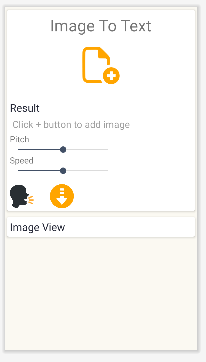 Image To Text
Result
Click + button to add image
Pitch
Speed
Image View